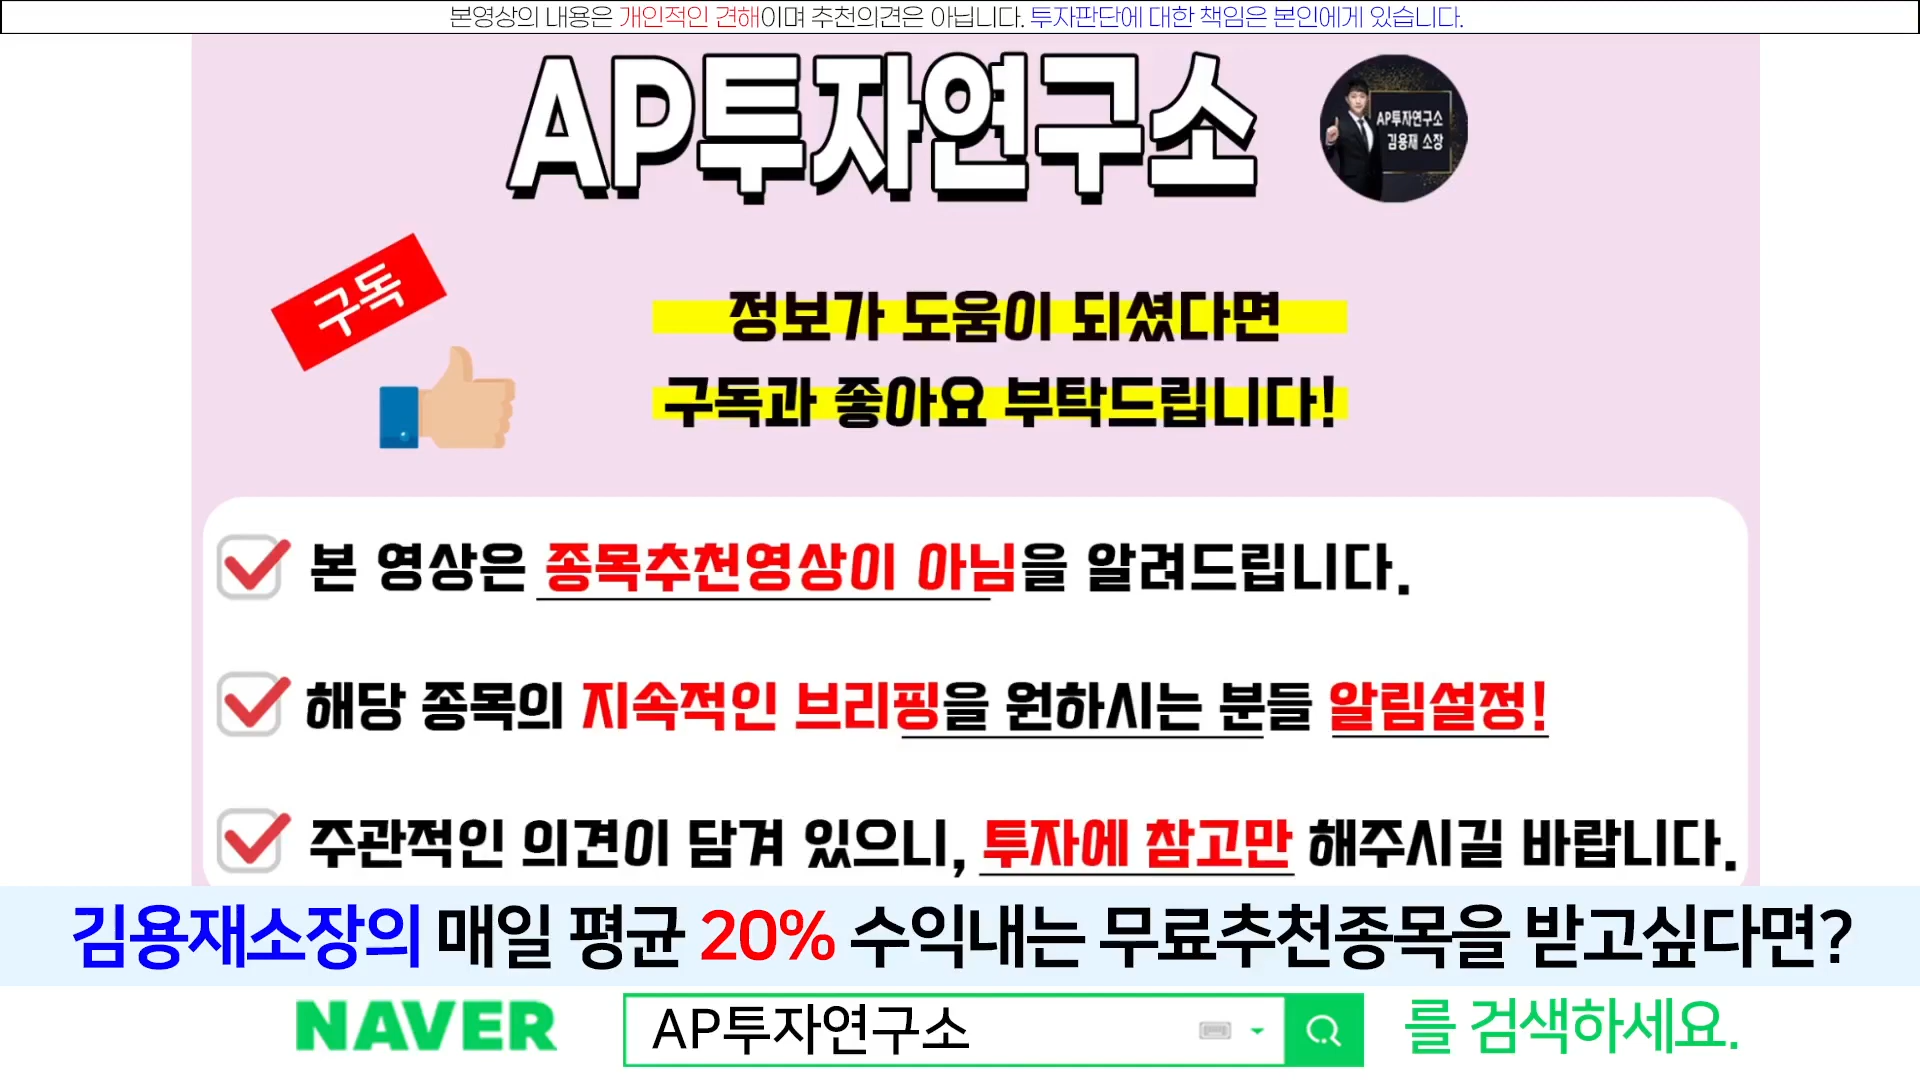 본영상의 내용은 개인적인 견해이며 추천의견은 아닙니다. 투자판단에 대한 책임은 본인에게 있습니다.
AP투자연구소
AP투자연구소
김용재 소장
구독
정보가 도움이 되셨다면
구독과 좋아요 부탁드립니다!
본 영상은 종목추천영상이 아님을 알려드립니다.
해당 종목의 지속적인 브리핑을 원하시는 분들 알림설정!
주관적인 의견이 담겨 있으니, 투자에 참고만 해주시길 바랍니다.
김용재소장의 매일 평균 20% 수익내는 무료추천종목을 받고싶다면?
NAVER AP투자연구소 를 검색하세요.